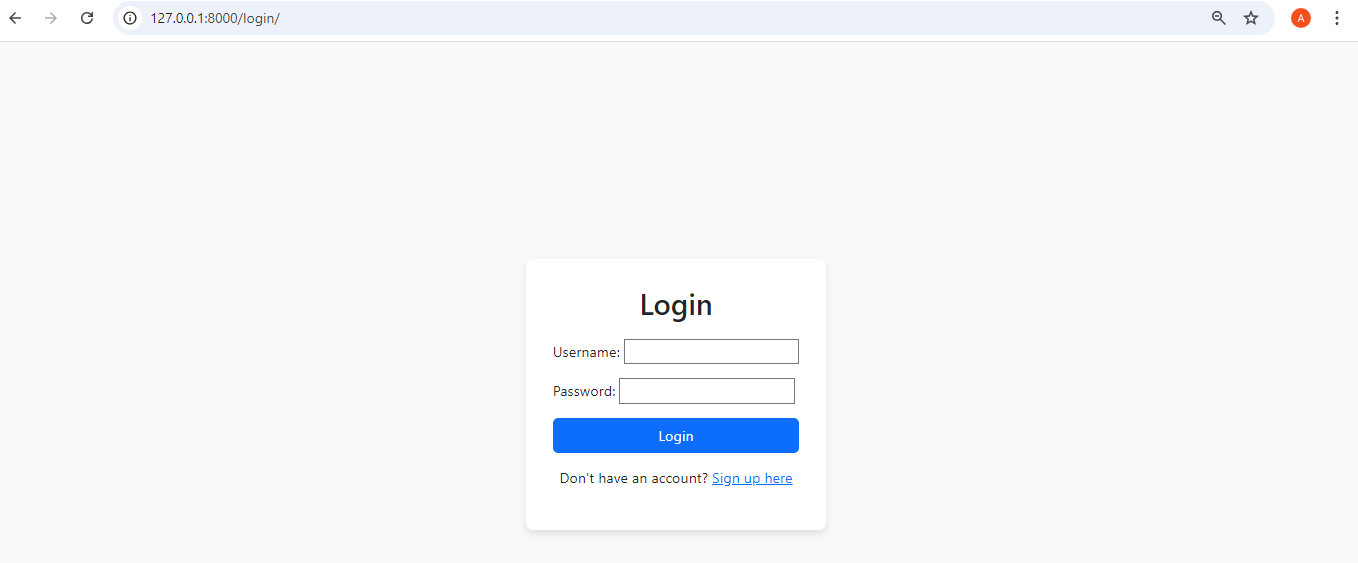 127.0.0.1:8000/login/
A
Login
Username:
Password:
Login
Don't have an account? Sign up here